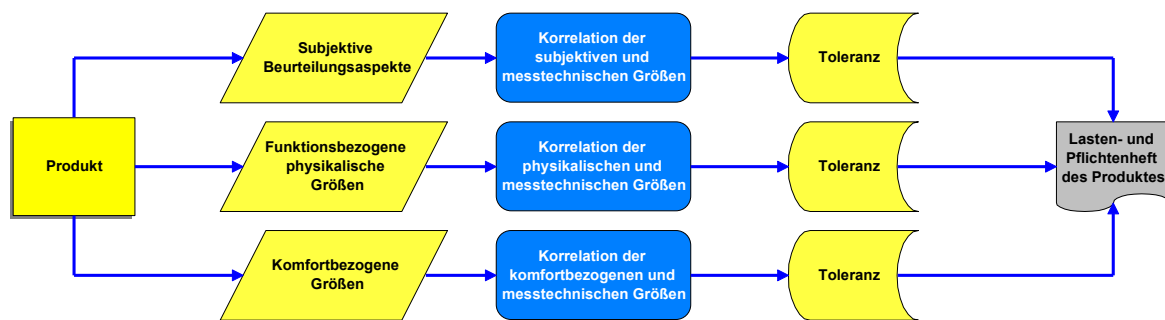 Produkt
Subjektive
Beurteilungsaspekte
Korrelation der
subjektiven und
messtechnischen Größen
Toleranz
Funktionsbezogene
physikalische
Größen
Korrelation der
physikalischen und
messtechnischen Größen
Toleranz
Komfortbezogene
Größen
Korrelation der
komfortbezogenen und
messtechnischen Größen
Toleranz
Lasten- und
Pflichtenheft
des Produktes